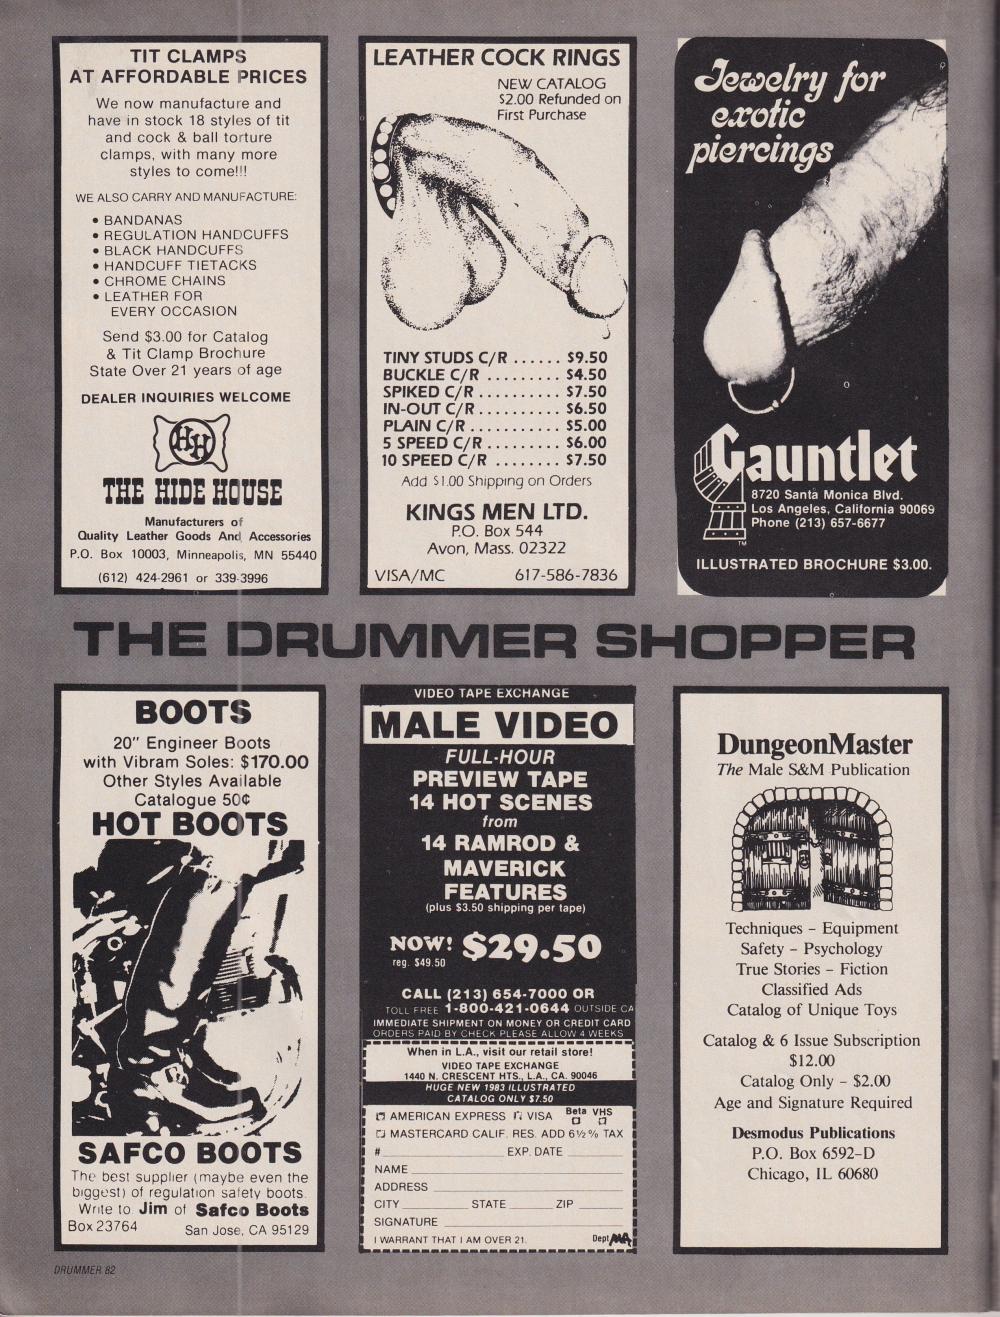 TIT CLAMPS
AT AFFORDABLE PRICES
We now manufacture and
have in stock 18 styles of tit
and cock & ball torture
clamps, with many more
styles to come!!!
WE ALSO CARRY AND MANUFACTURE:
• BANDANAS
• REGULATION HANDCUFFS
• BLACK HANDCUFFS
• HANDCUFF TIETACKS
• CHROME CHAINS
• LEATHER FOR
EVERY OCCASION
Send $3.00 for Catalog
& Tit Clamp Brochure
State Over 21 years of age
DEALER INQUIRIES WELCOME
HH
THE HIDE HOUSE
Manufacturers of
Quality Leather Goods And Accessories
P.O. Box 10003, Minneapolis, MN 55440
(612) 424-2961 or 339-3996
LEATHER COCK RINGS
NEW CATALOG
$2.00 Refunded on
First Purchase
TINY STUDS C/R ...... $9.50
BUCKLE C/R ......... $4.50
SPIKED C/R ......... $7.50
IN-OUT C/R ......... $6.50
PLAIN C/R .......... $5.00
5 SPEED C/R ........ $6.00
10 SPEED C/R ....... $7.50
Add $1.00 Shipping on Orders
KINGS MEN LTD.
P.O. Box 544
Avon, Mass. 02322
VISA/MC 617-586-7836
Jewelry for
exotic
piercings
Gauntlet
8720 Santa Monica Blvd.
Los Angeles, California 90069
Phone (213) 657-6677
TM
ILLUSTRATED BROCHURE $3.00.
THE DRUMMER SHOPPER
BOOTS
20" Engineer Boots
with Vibram Soles: $170.00
Other Styles Available
Catalogue 50¢
HOT BOOTS
SAFCO BOOTS
The best supplier (maybe even the
biggest) of regulation safety boots.
Write to Jim of Safco Boots
Box 23764 San Jose, CA 95129
VIDEO TAPE EXCHANGE
MALE VIDEO
FULL-HOUR
PREVIEW TAPE
14 HOT SCENES
from
14 RAMROD &
MAVERICK
FEATURES
(plus $3.50 shipping per tape)
NOW! $29.50
reg. $49.50
CALL (213) 654-7000 OR
TOLL FREE 1-800-421-0644 OUTSIDE CA
IMMEDIATE SHIPMENT ON MONEY OR CREDIT CARD
ORDERS PAID BY CHECK PLEASE ALLOW 4 WEEKS
When in L.A., visit our retail store!
VIDEO TAPE EXCHANGE
1440 N. CRESCENT HTS., L.A., CA. 90046
HUGE NEW 1983 ILLUSTRATED
CATALOG ONLY $7.50
AMERICAN EXPRESS VISA Beta VHS
MASTERCARD CALIF. RES. ADD 6½% TAX
# EXP. DATE
NAME
ADDRESS
CITY STATE ZIP
SIGNATURE
I WARRANT THAT I AM OVER 21. Dept
DungeonMaster
The Male S&M Publication
Techniques – Equipment
Safety – Psychology
True Stories – Fiction
Classified Ads
Catalog of Unique Toys
Catalog & 6 Issue Subscription
$12.00
Catalog Only – $2.00
Age and Signature Required
Desmodus Publications
P.O. Box 6592-D
Chicago, IL 60680
DRUMMER 82